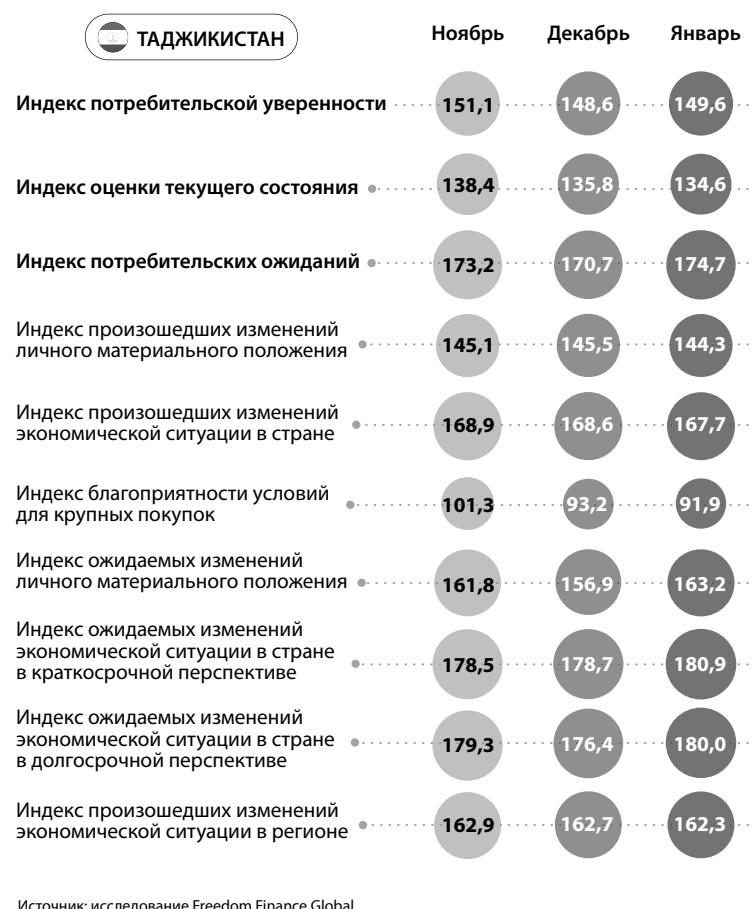 ТАДЖИКИСТАН
Ноябрь Декабрь Январь
Индекс потребительской уверенности 151,1 148,6 149,6
Индекс оценки текущего состояния 138,4 135,8 134,6
Индекс потребительских ожиданий 173,2 170,7 174,7
Индекс произошедших изменений
личного материального положения 145,1 145,5 144,3
Индекс произошедших изменений
экономической ситуации в стране 168,9 168,6 167,7
Индекс благоприятности условий
для крупных покупок 101,3 93,2 91,9
Индекс ожидаемых изменений
личного материального положения 161,8 156,9 163,2
Индекс ожидаемых изменений
экономической ситуации в стране
в краткосрочной перспективе 178,5 178,7 180,9
Индекс ожидаемых изменений
экономической ситуации в стране
в долгосрочной перспективе 179,3 176,4 180,0
Индекс произошедших изменений
экономической ситуации в регионе 162,9 162,7 162,3
Источник: исследование Freedom Finance Global